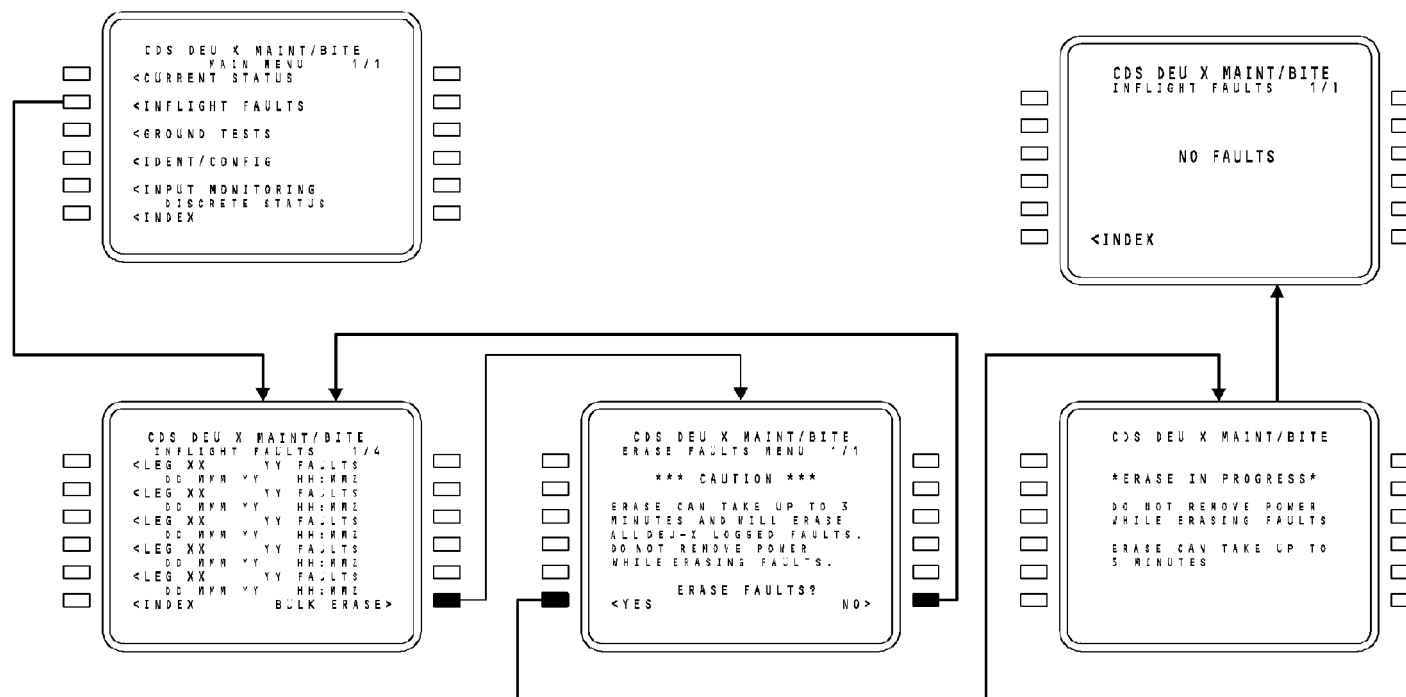 CDS DEU X MAINT/BITE
MAIN MENU 1/1
<CURRENT STATUS
<INFLIGHT FAULTS
<GROUND TESTS
<IDENT/CONFIG
<INPUT MONITORING
DISCRETE STATUS
<INDEX
CDS DEU X MAINT/BITE
INFLIGHT FAULTS 1/1
NO FAULTS
<INDEX
CDS DEU X MAINT/BITE
INFLIGHT FAULTS 1/4
<LEG XX YY FAULTS
DD MMM YY HH:MMZ
<LEG XX YY FAULTS
DD MMM YY HH:MMZ
<LEG XX YY FAULTS
DD MMM YY HH:MMZ
<LEG XX YY FAULTS
DD MMM YY HH:MMZ
<LEG XX YY FAULTS
DD MMM YY HH:MMZ
<INDEX BULK ERASE>
CDS DEU X MAINT/BITE
ERASE FAULTS MENU 1/1
*** CAUTION ***
ERASE CAN TAKE UP TO 3
MINUTES AND WILL ERASE
ALL DEU-X LOGGED FAULTS.
DO NOT REMOVE POWER
WHILE ERASING FAULTS.
ERASE FAULTS?
<YES NO>
CDS DEU X MAINT/BITE
*ERASE IN PROGRESS*
DO NOT REMOVE POWER
WHILE ERASING FAULTS
ERASE CAN TAKE UP TO
3 MINUTES